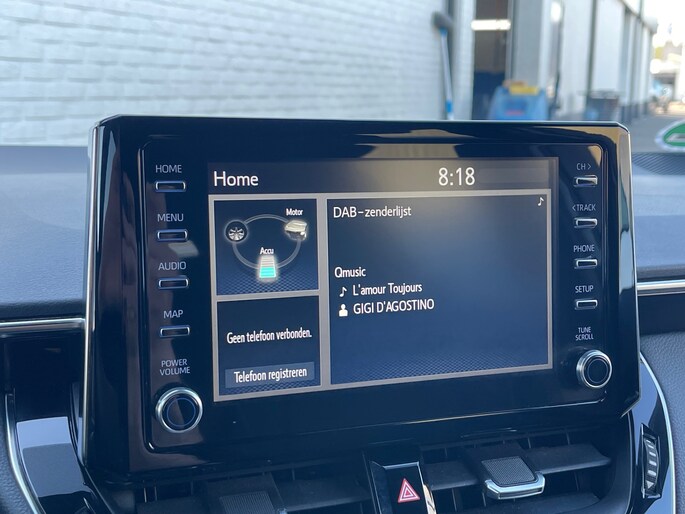 HOME
MENU
AUDIO
MAP
POWER
VOLUME
Home
8:18
Motor
Accu
Geen telefoon verbonden.
Telefoon registreren
DAB-zenderlijst
Qmusic
L'amour Toujours
GIGI D'AGOSTINO
CH >
< TRACK
PHONE
SETUP
TUNE
SCROLL